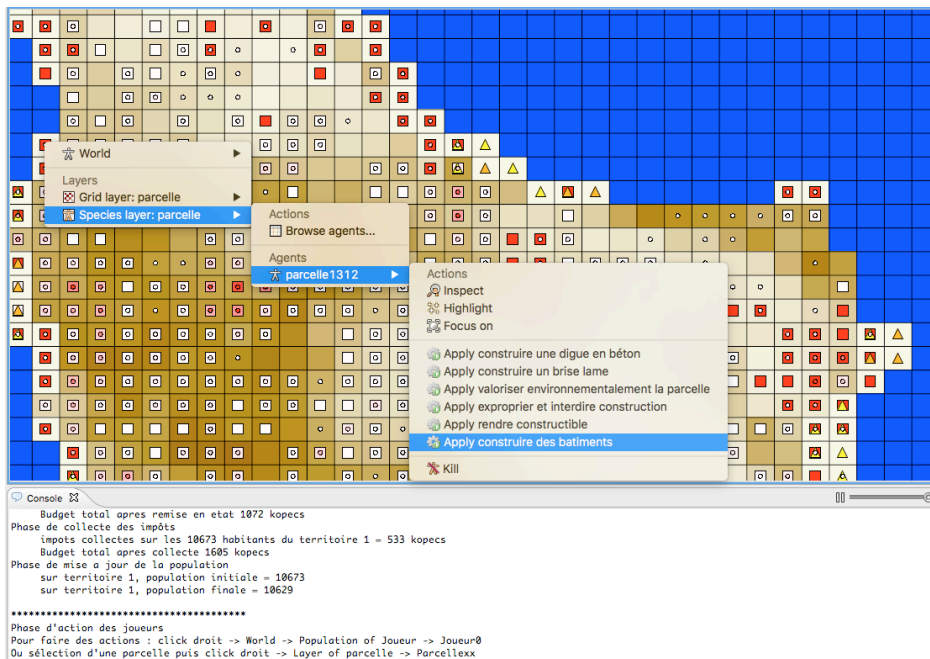 World
Layers
Grid layer: parcelle
Species layer: parcelle
Actions
Browse agents...
Agents
parcelle1312
Actions
Inspect
Highlight
Focus on
Apply construire une digue en béton
Apply construire un brise lame
Apply valoriser environnementalement la parcelle
Apply exproprier et interdire construction
Apply rendre constructible
Apply construire des batiments
Kill
Console
Budget total apres remise en etat 1072 kopecs
Phase de collecte des impôts
impots collectes sur les 10673 habitants du territoire 1 = 533 kopecs
Budget total apres collecte 1605 kopecs
Phase de mise a jour de la population
sur territoire 1, population initiale = 10673
sur territoire 1, population finale = 10629
****************************************
Phase d'action des joueurs
Pour faire des actions : click droit -> World -> Population of Joueur -> Joueur0
Ou sélection d'une parcelle puis click droit -> Layer of parcelle -> Parcellexx